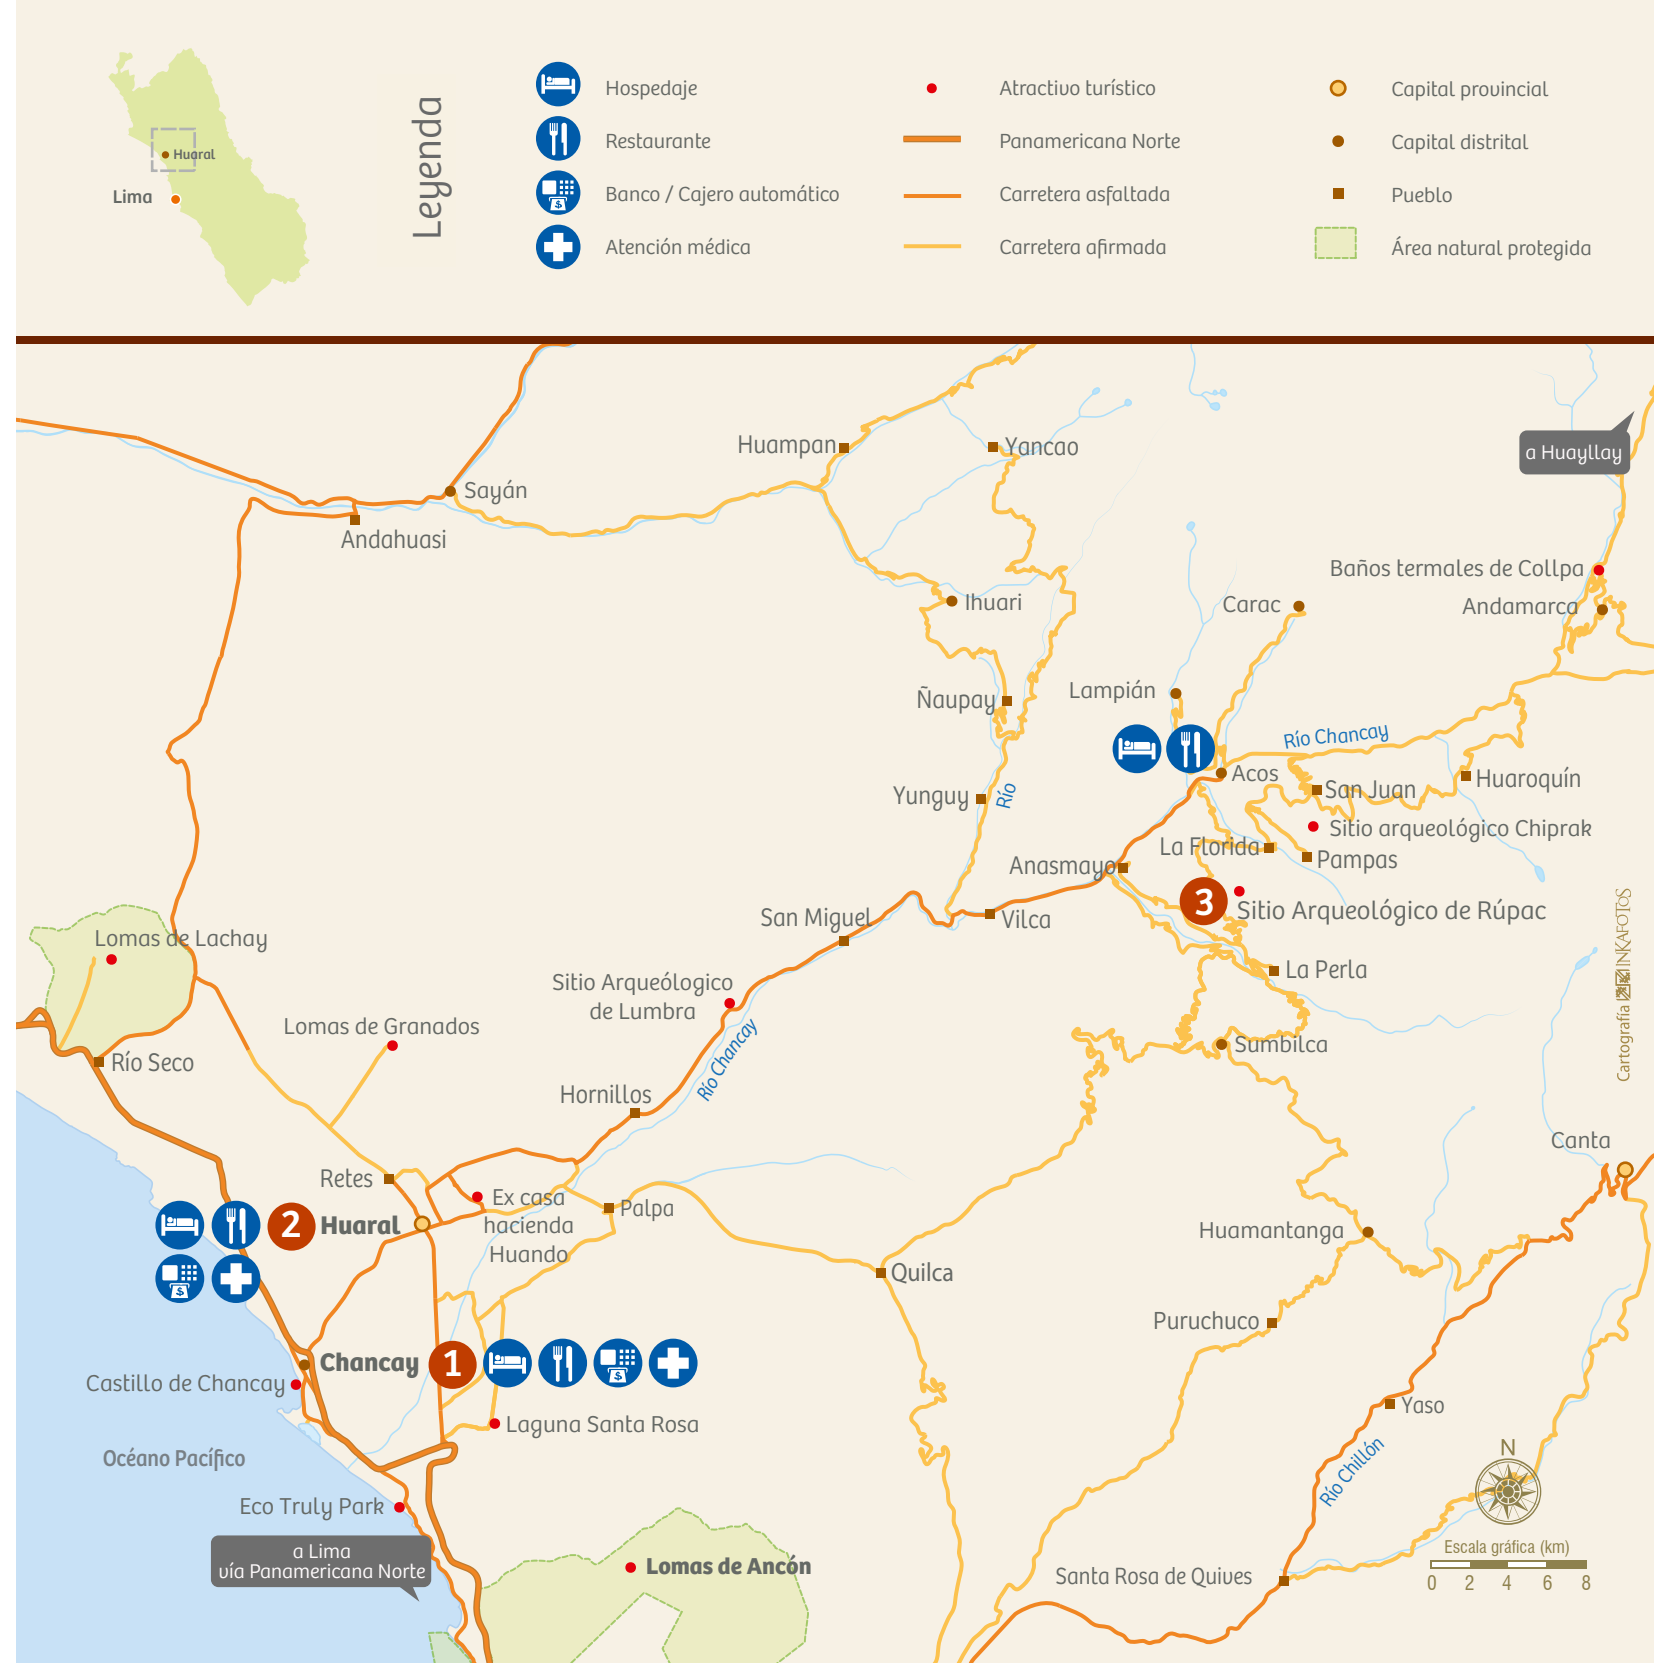 Huaral
Lima
Leyenda
Hospedaje
Restaurante
Banco / Cajero automático
Atención médica
Atractivo turístico
Panamericana Norte
Carretera asfaltada
Carretera afirmada
Capital provincial
Capital distrital
Pueblo
Área natural protegida
Huampan
Yancao
a Huayllay
Sayán
Andahuasi
Baños termales de Collpa
Andamarca
Ihuari
Carac
Ñaupay
Lampián
Río Chancay
Acos
Huaroquín
San Juan
Yunguy
Río
Sitio arqueológico Chiprak
La Florida
Pampas
Anasmayo
3
Sitio Arqueológico de Rúpac
San Miguel
Vilca
Lomas de Lachay
La Perla
Sitio Arqueólogico
de Lumbra
Lomas de Granados
Río Seco
Río Chancay
Sumbilca
Cartografía INKAFOTOS
Hornillos
Canta
Retes
Ex casa
hacienda
Huando
Palpa
2
Huaral
Huamantanga
Quilca
Puruchuco
Chancay
1
Castillo de Chancay
Laguna Santa Rosa
Yaso
Océano Pacífico
Río Chillón
N
Eco Truly Park
a Lima
vía Panamericana Norte
Lomas de Ancón
Santa Rosa de Quives
Escala gráfica (km)
0 2 4 6 8